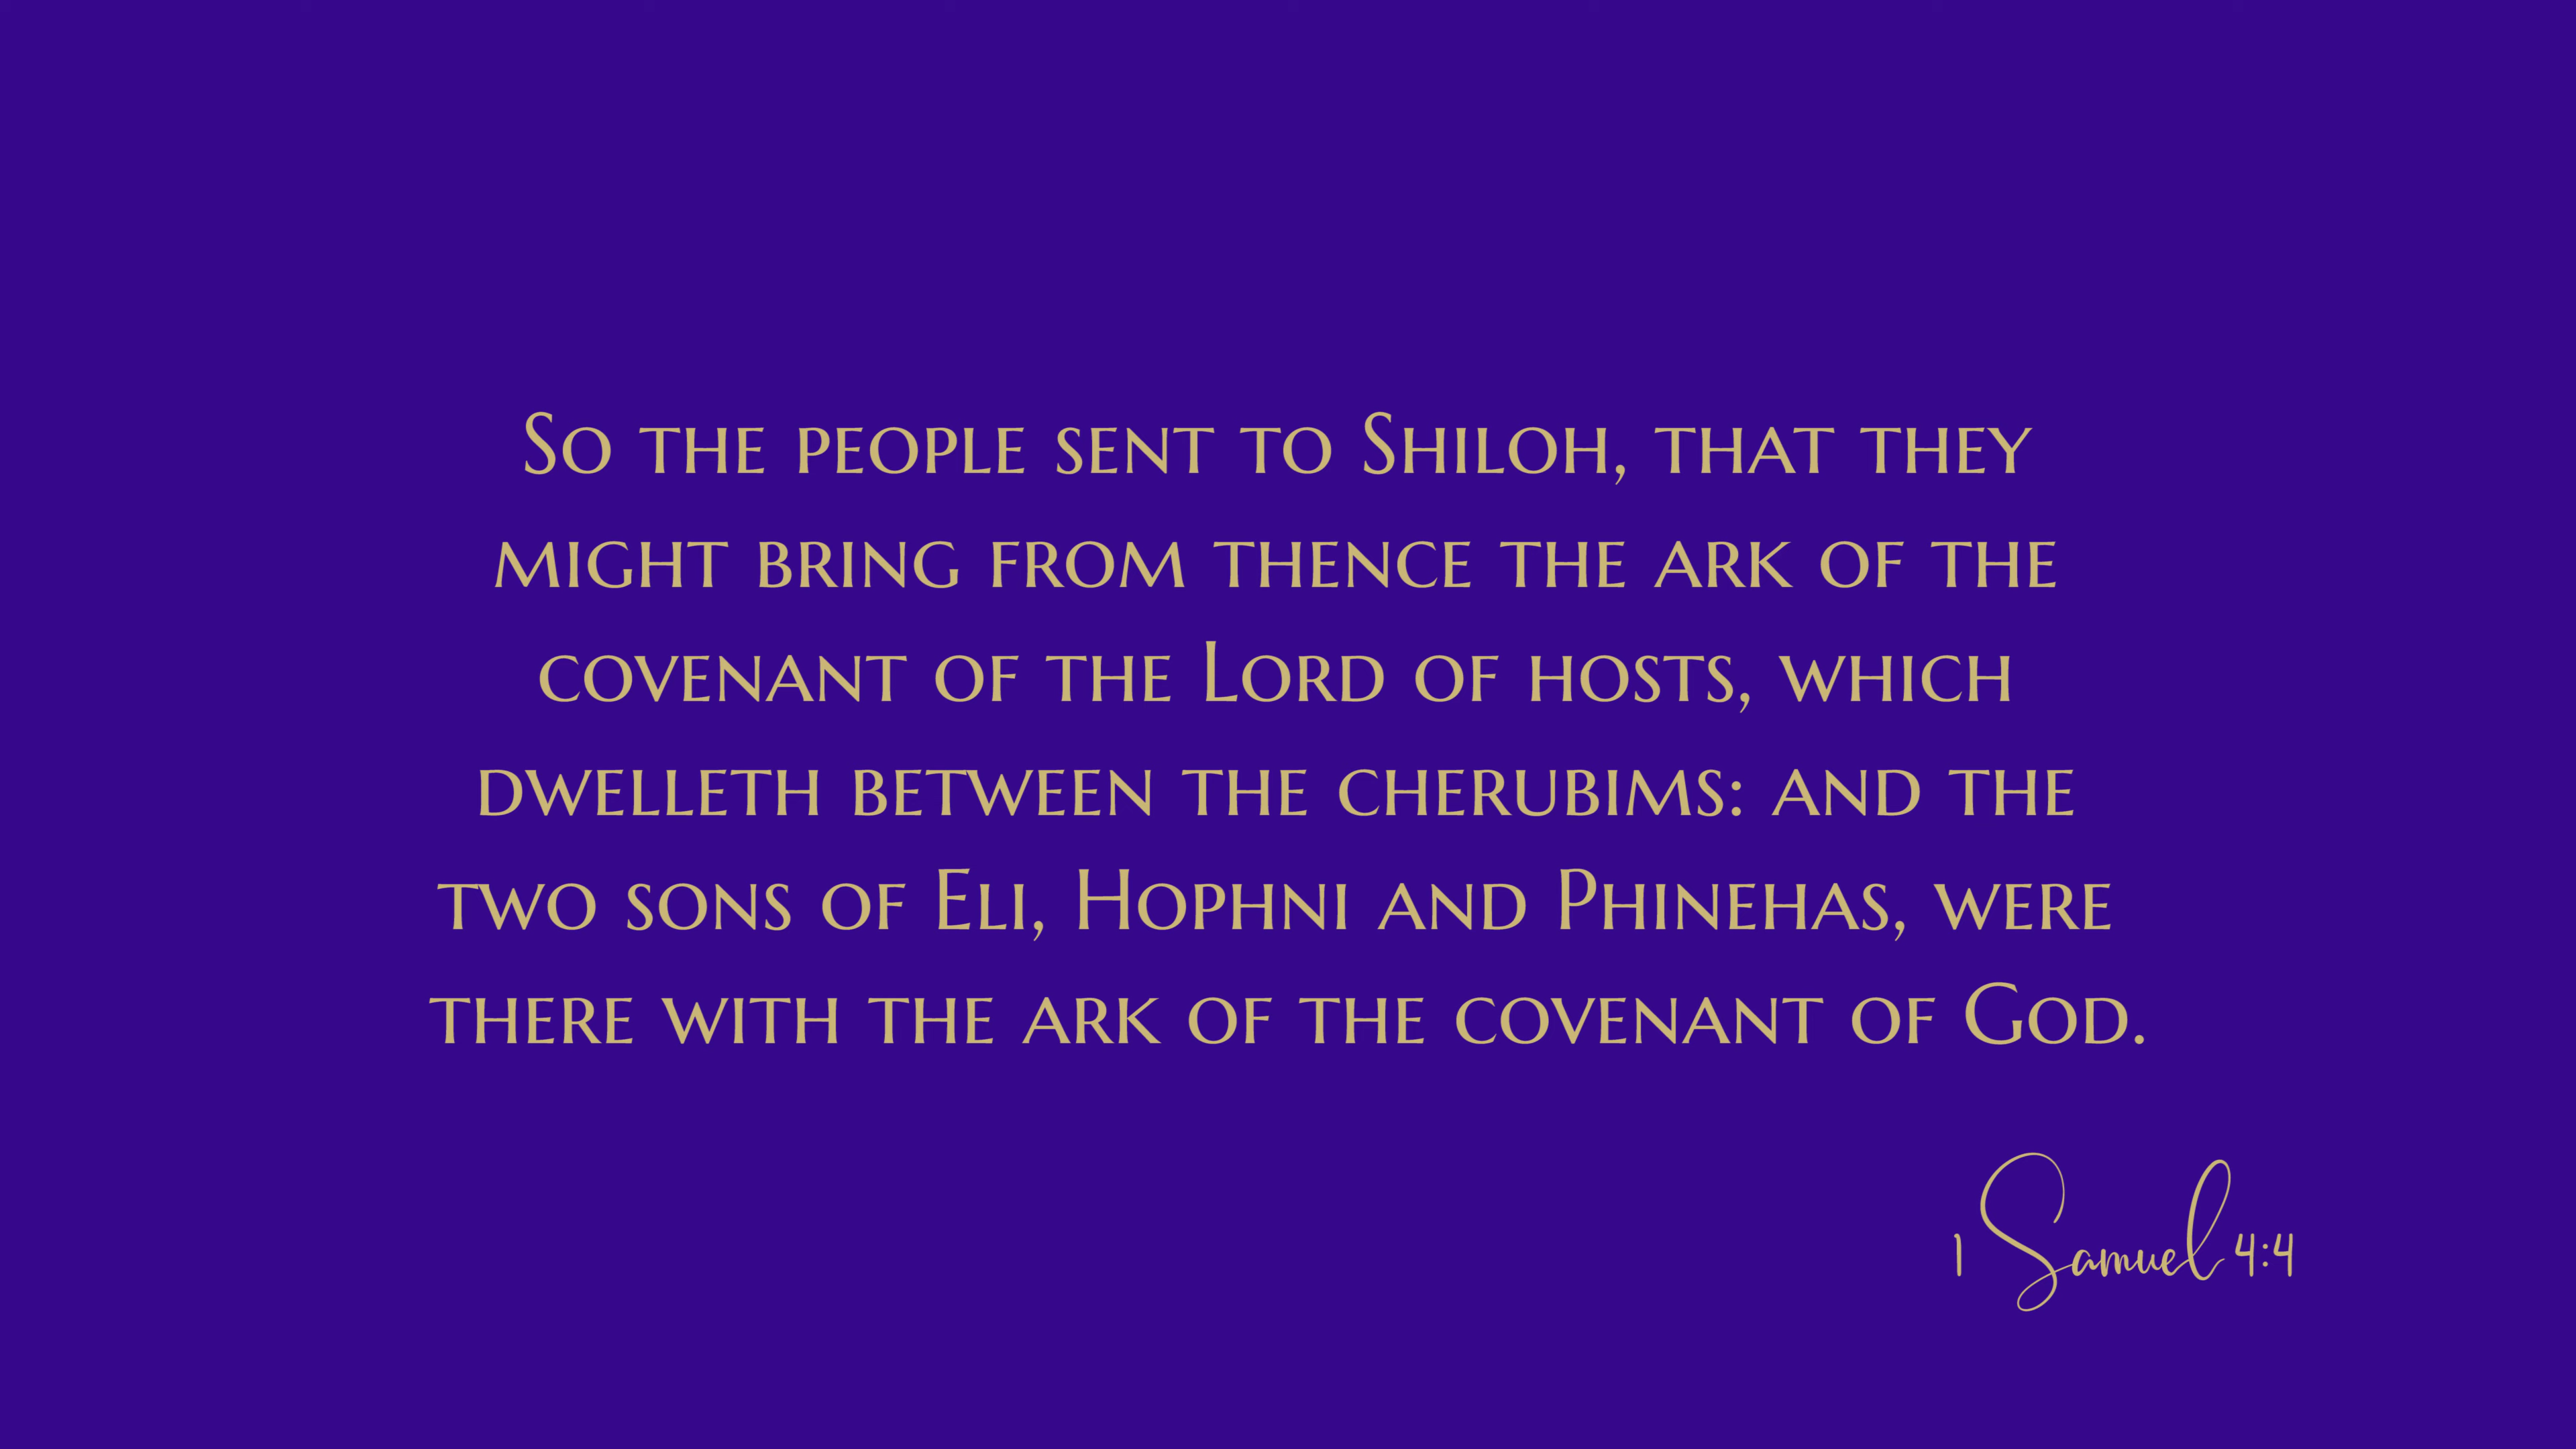 So the people sent to Shiloh, that they
might bring from thence the ark of the
covenant of the Lord of hosts, which
dwelleth between the cherubims: and the
two sons of Eli, Hophni and Phinehas, were
there with the ark of the covenant of God.
1 Samuel 4:4